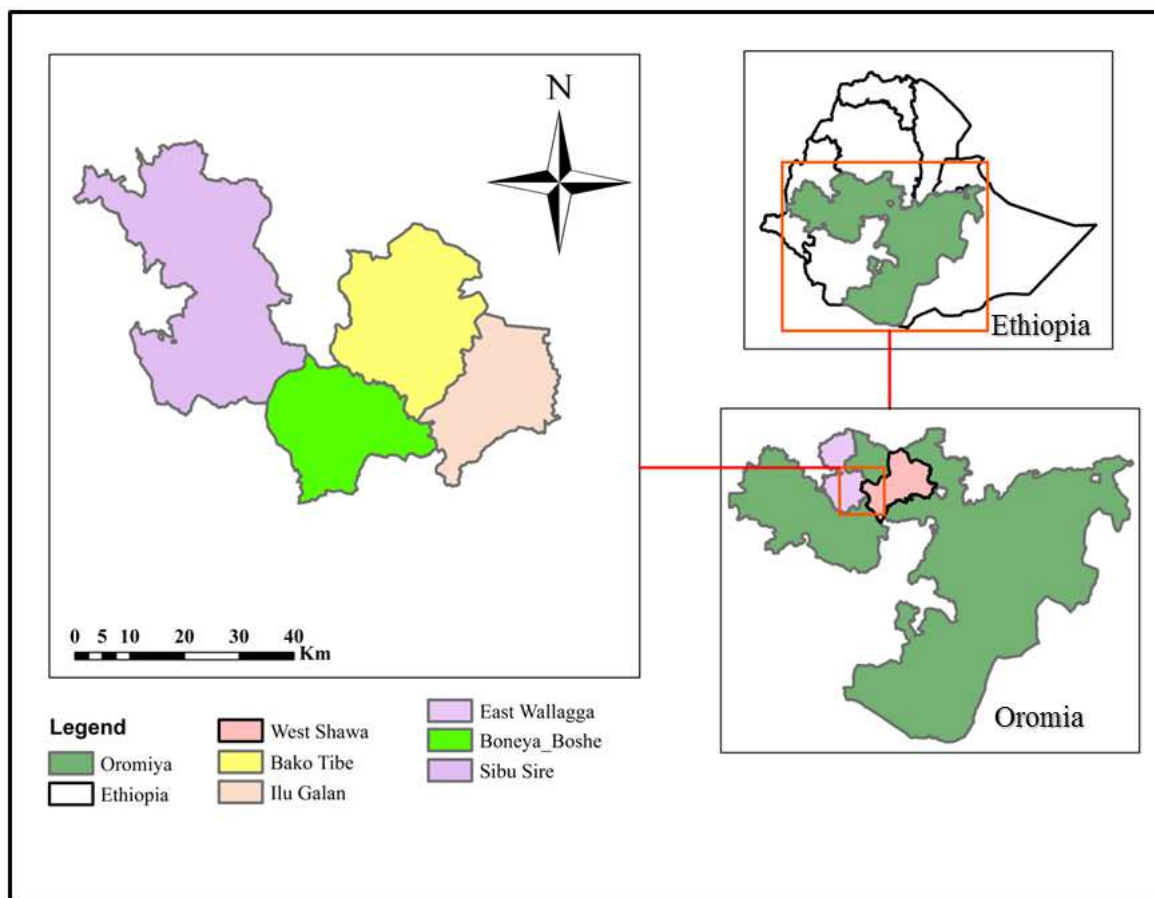 N
Ethiopia
0 5 10 20 30 40
Km
Oromia
Legend
Oromiya
Ethiopia
West Shawa
Bako Tibe
Ilu Galan
East Wallagga
Boneya_Boshe
Sibu Sire